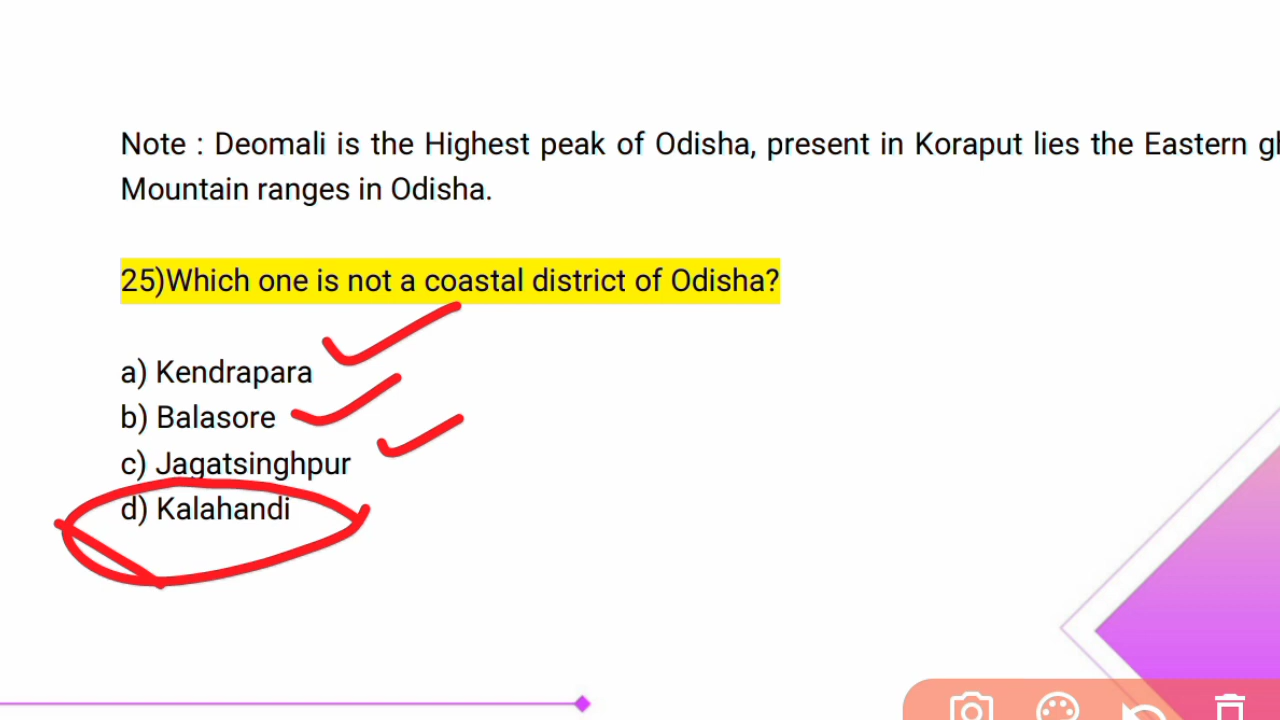 Note : Deomali is the Highest peak of Odisha, present in Koraput lies the Eastern
Mountain ranges in Odisha.
25)Which one is not a coastal district of Odisha?
a) Kendrapara
b) Balasore
c) Jagatsinghpur
d) Kalahandi